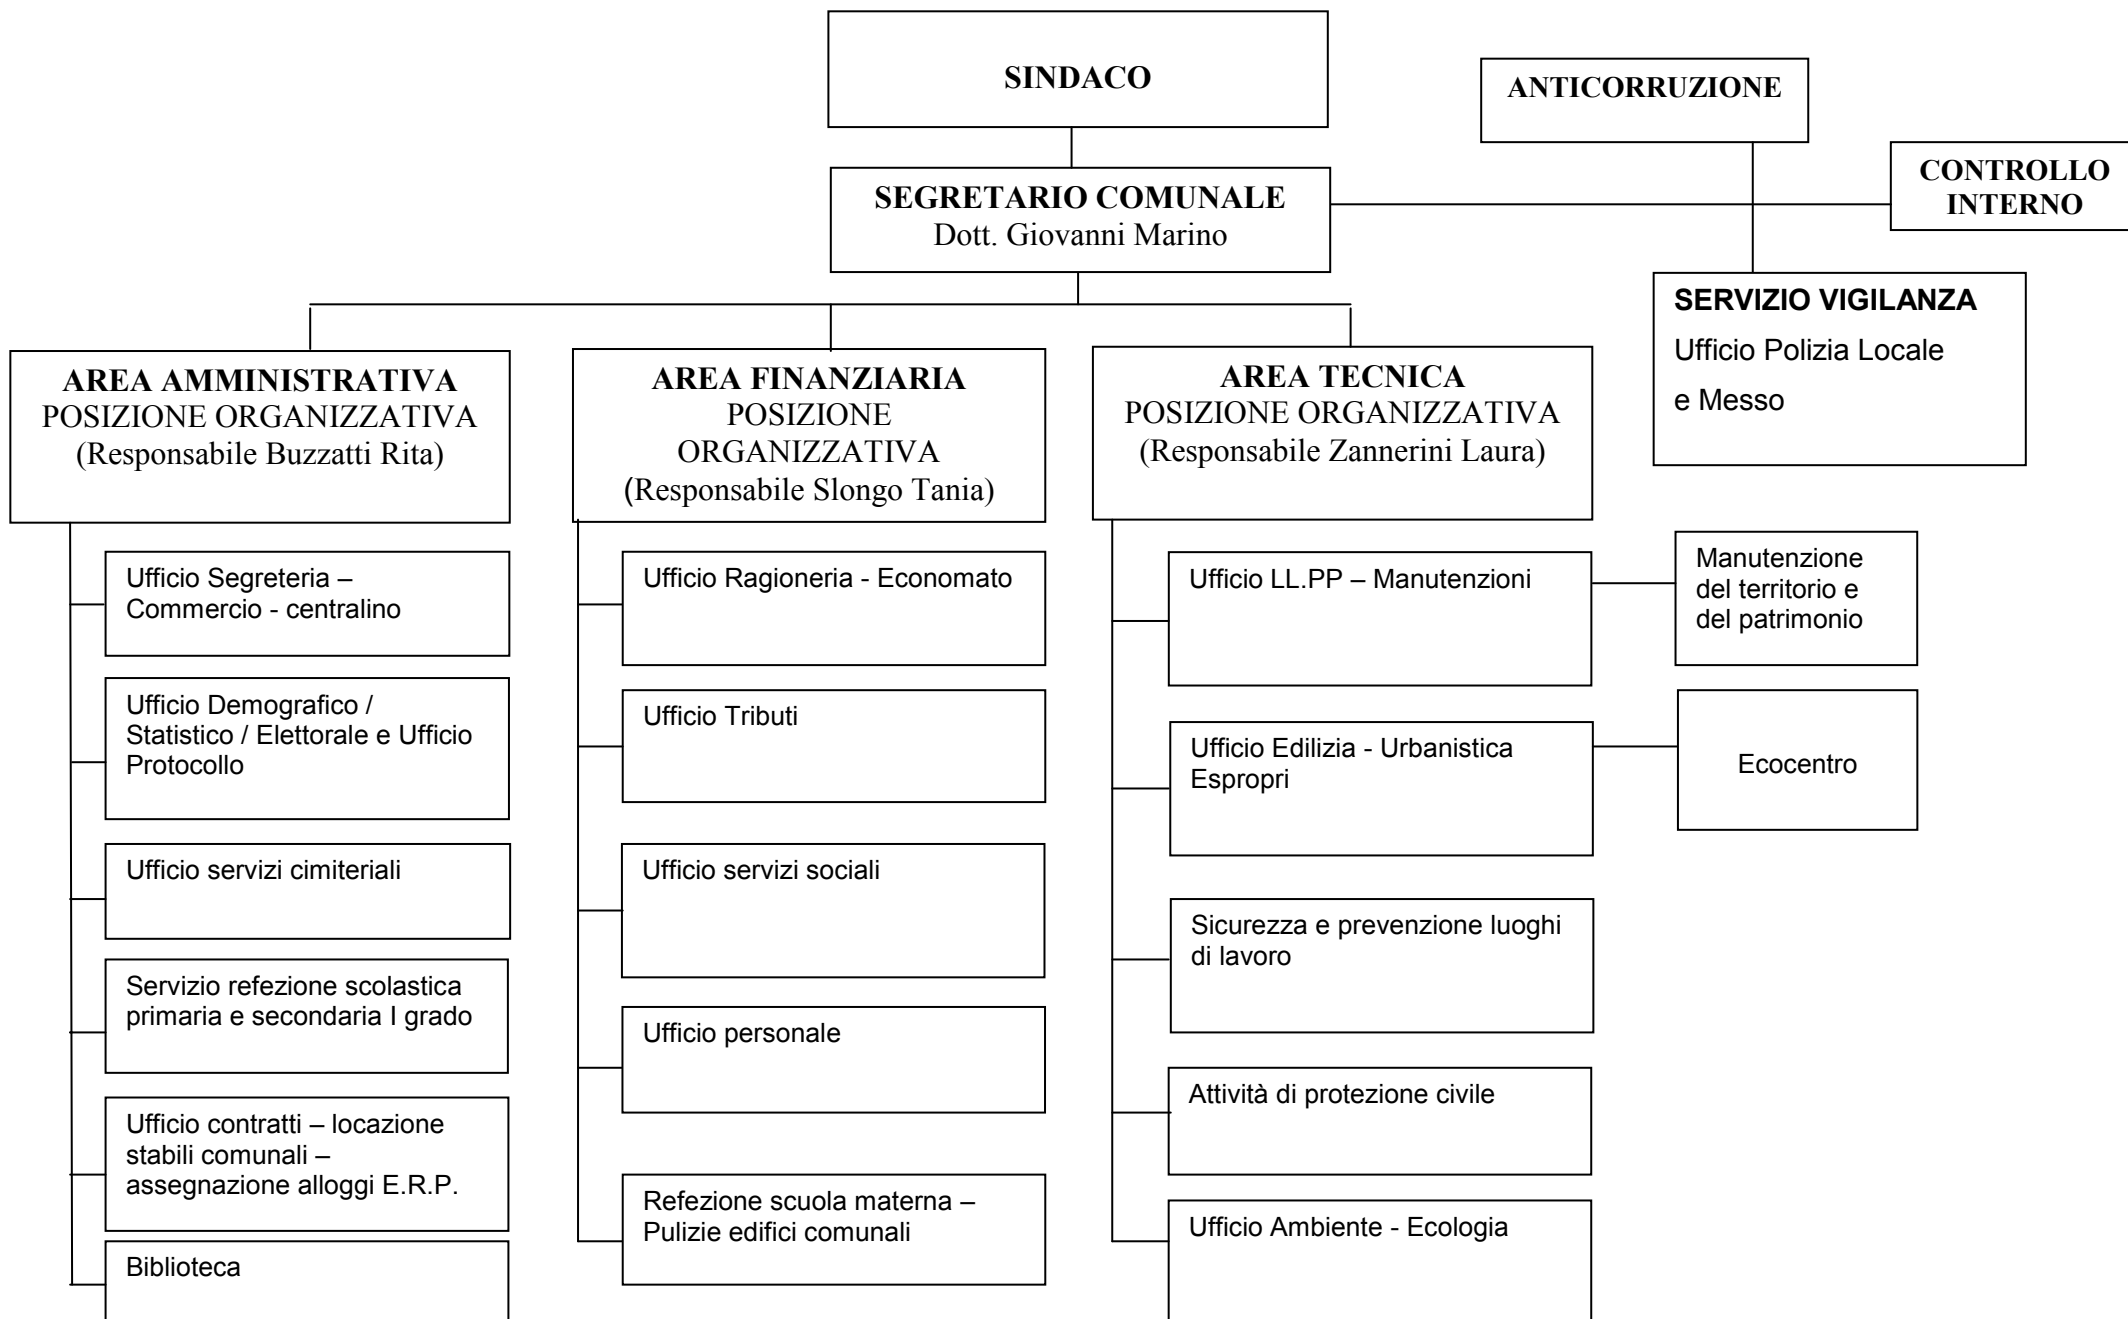 SINDACO
ANTICORRUZIONE
CONTROLLO
INTERNO
SEGRETARIO COMUNALE
Dott. Giovanni Marino
SERVIZIO VIGILANZA
Ufficio Polizia Locale
e Messo
AREA AMMINISTRATIVA
POSIZIONE ORGANIZZATIVA
(Responsabile Buzzatti Rita)
AREA FINANZIARIA
POSIZIONE
ORGANIZZATIVA
(Responsabile Slongo Tania)
AREA TECNICA
POSIZIONE ORGANIZZATIVA
(Responsabile Zannerini Laura)
Ufficio Segreteria –
Commercio - centralino
Ufficio Demografico /
Statistico / Elettorale e Ufficio
Protocollo
Ufficio servizi cimiteriali
Servizio refezione scolastica
primaria e secondaria I grado
Ufficio contratti – locazione
stabili comunali –
assegnazione alloggi E.R.P.
Biblioteca
Ufficio Ragioneria - Economato
Ufficio Tributi
Ufficio servizi sociali
Ufficio personale
Refezione scuola materna –
Pulizie edifici comunali
Ufficio LL.PP – Manutenzioni
Manutenzione
del territorio e
del patrimonio
Ufficio Edilizia - Urbanistica
Espropri
Ecocentro
Sicurezza e prevenzione luoghi
di lavoro
Attività di protezione civile
Ufficio Ambiente - Ecologia